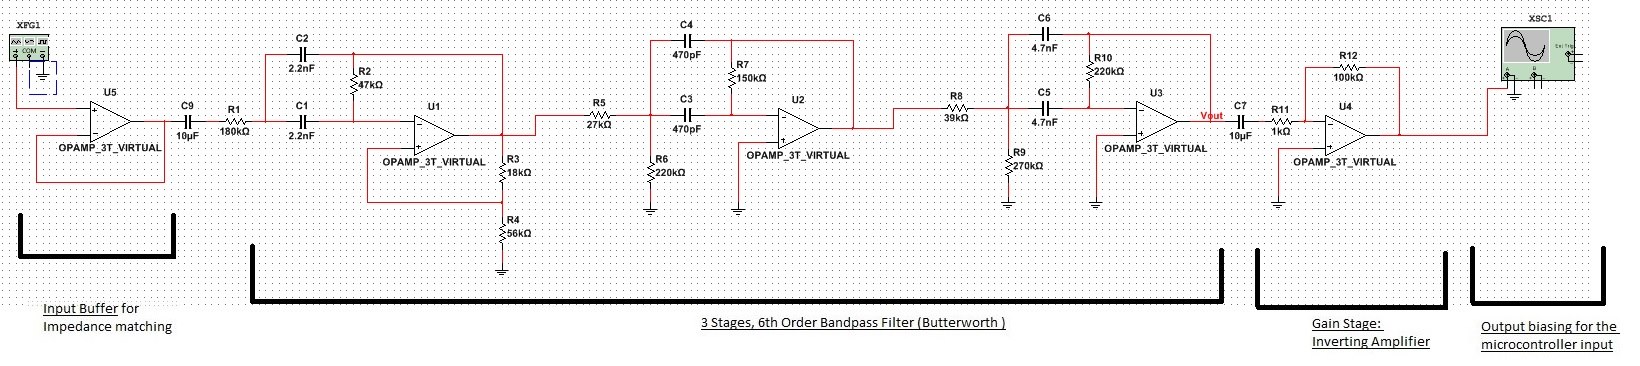 XFG1
COM
U5
OPAMP_3T_VIRTUAL
C9
10µF
R1
180kΩ
C2
2.2nF
R2
47kΩ
C1
2.2nF
U1
OPAMP_3T_VIRTUAL
R3
18kΩ
R4
56kΩ
R5
27kΩ
C4
470pF
R7
150kΩ
C3
470pF
R6
220kΩ
U2
OPAMP_3T_VIRTUAL
R8
39kΩ
C6
4.7nF
R10
220kΩ
C5
4.7nF
R9
270kΩ
U3
OPAMP_3T_VIRTUAL
Vout
C7
10µF
R11
1kΩ
R12
100kΩ
U4
OPAMP_3T_VIRTUAL
XSC1
Ext Trig
A
B
Input Buffer for
Impedance matching
3 Stages, 6th Order Bandpass Filter (Butterworth )
Gain Stage:
Inverting Amplifier
Output biasing for the
microcontroller input